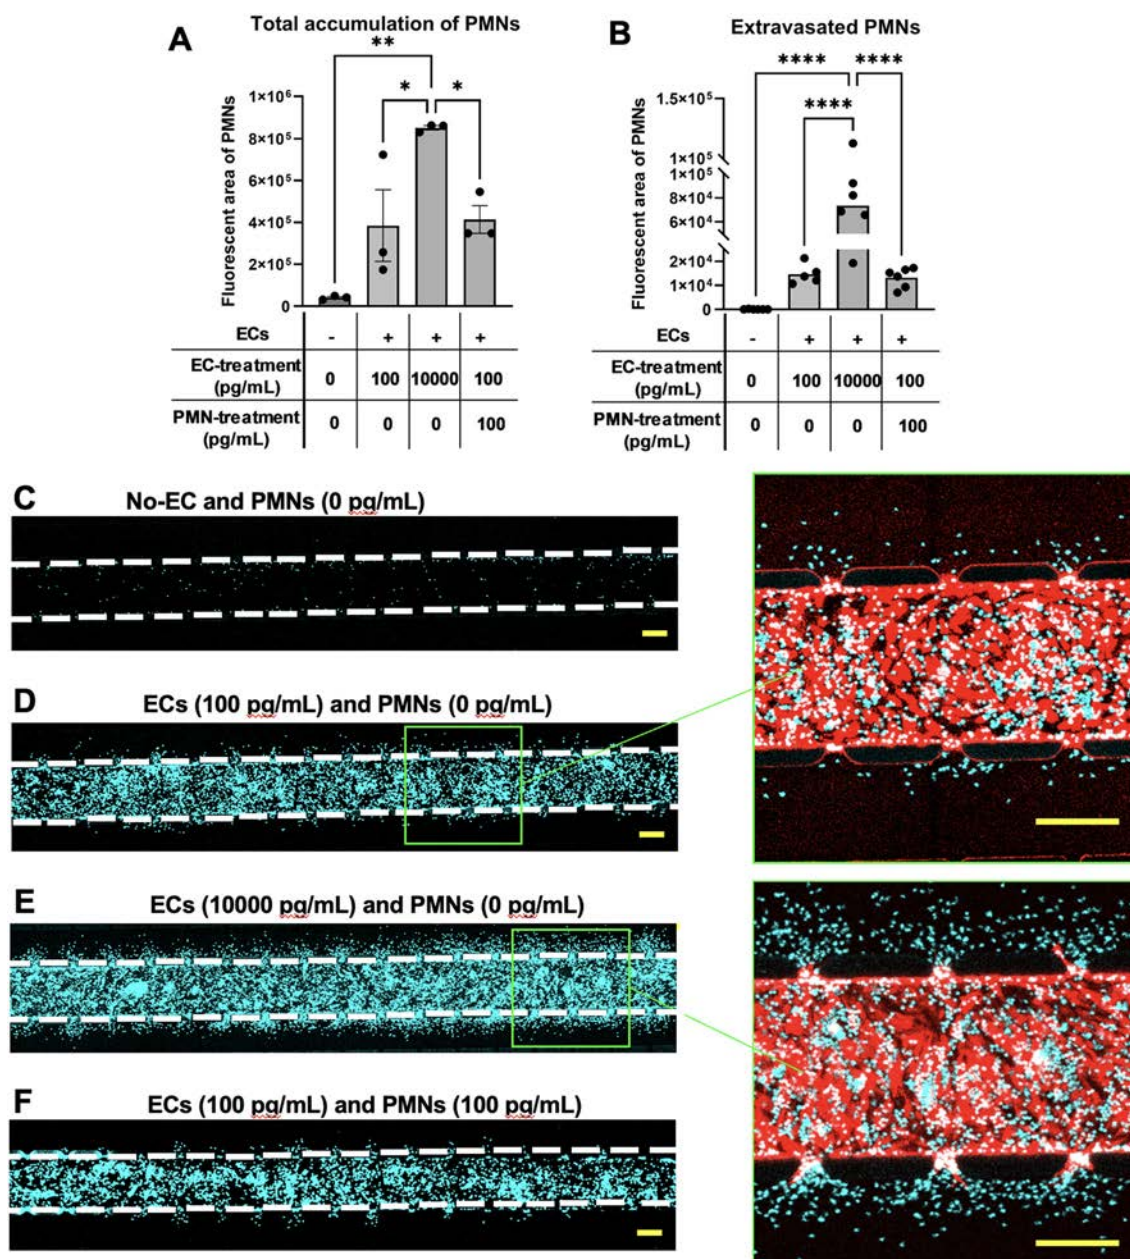 A
Total accumulation of PMNs
**
*
*
Fluorescent area of PMNs
1×10⁶
8×10⁵
6×10⁵
4×10⁵
2×10⁵
0
ECs - + + +
EC-treatment (pg/mL) 0 100 10000 100
PMN-treatment (pg/mL) 0 0 0 100
B
Extravasated PMNs
**** ****
****
Fluorescent area of PMNs
1.5×10⁵
1×10⁵
1×10⁵
8×10⁴
6×10⁴
2×10⁴
1×10⁴
0
ECs - + + +
EC-treatment (pg/mL) 0 100 10000 100
PMN-treatment (pg/mL) 0 0 0 100
C
No-EC and PMNs (0 pg/mL)
D
ECs (100 pg/mL) and PMNs (0 pg/mL)
E
ECs (10000 pg/mL) and PMNs (0 pg/mL)
F
ECs (100 pg/mL) and PMNs (100 pg/mL)